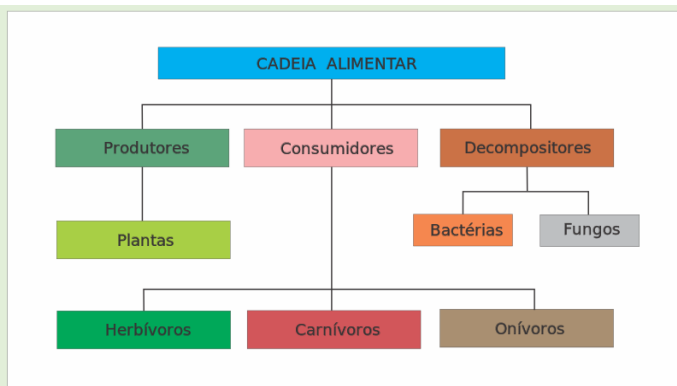 CADEIA ALIMENTAR
Produtores
Consumidores
Decompositores
Plantas
Bactérias
Fungos
Herbívoros
Carnívoros
Onívoros